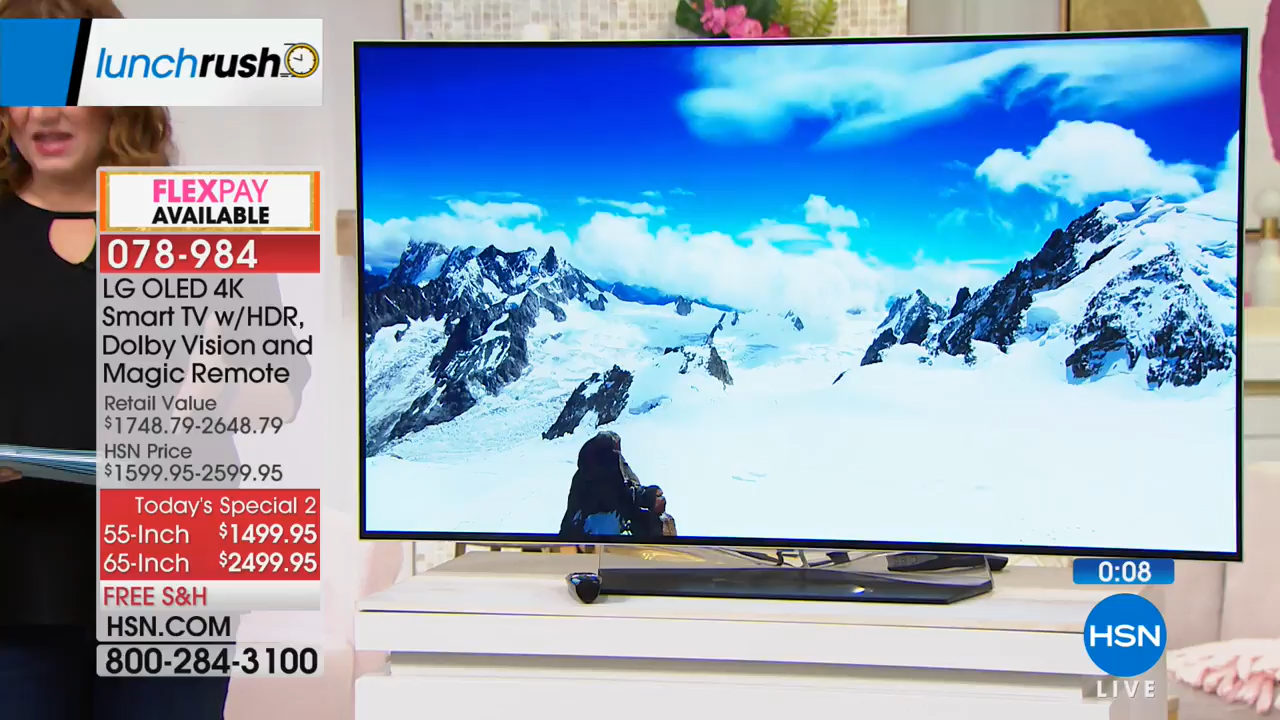 lunchrush
FLEXPAY
AVAILABLE
078-984
LG OLED 4K
Smart TV w/HDR,
Dolby Vision and
Magic Remote
Retail Value
$1748.79-2648.79
HSN Price
$1599.95-2599.95
Today's Special 2
55-Inch $1499.95
65-Inch $2499.95
FREE S&H
HSN.COM
800-284-3100
0:08
HSN
LIVE